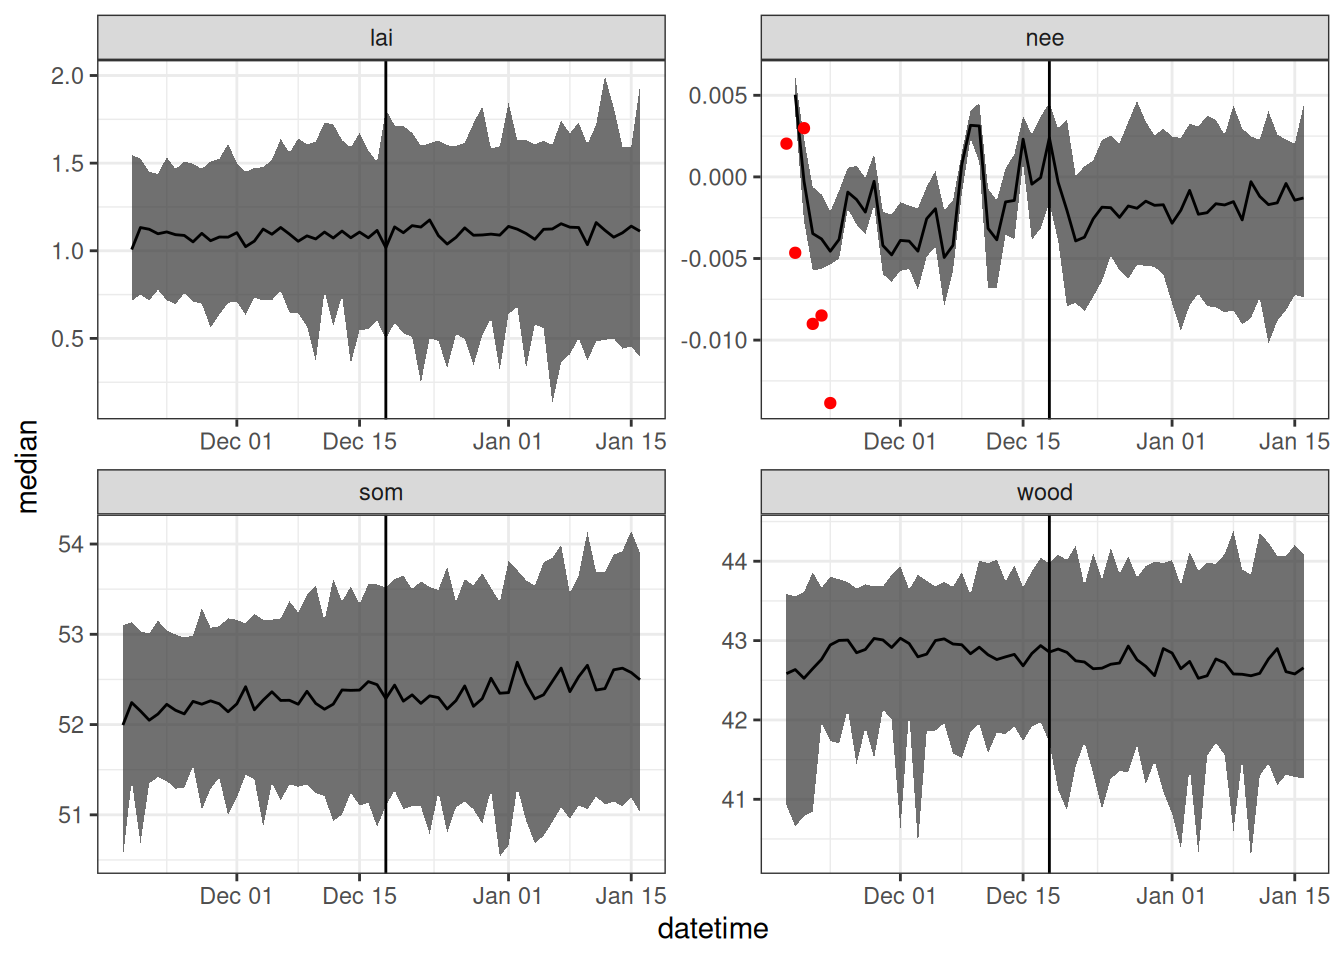 lai
nee
2.0
1.5
1.0
0.5
0.005
0.000
-0.005
-0.010
Dec 01 Dec 15 Jan 01 Jan 15
Dec 01 Dec 15 Jan 01 Jan 15
median
som
wood
54
53
52
51
44
43
42
41
Dec 01 Dec 15 Jan 01 Jan 15
Dec 01 Dec 15 Jan 01 Jan 15
datetime